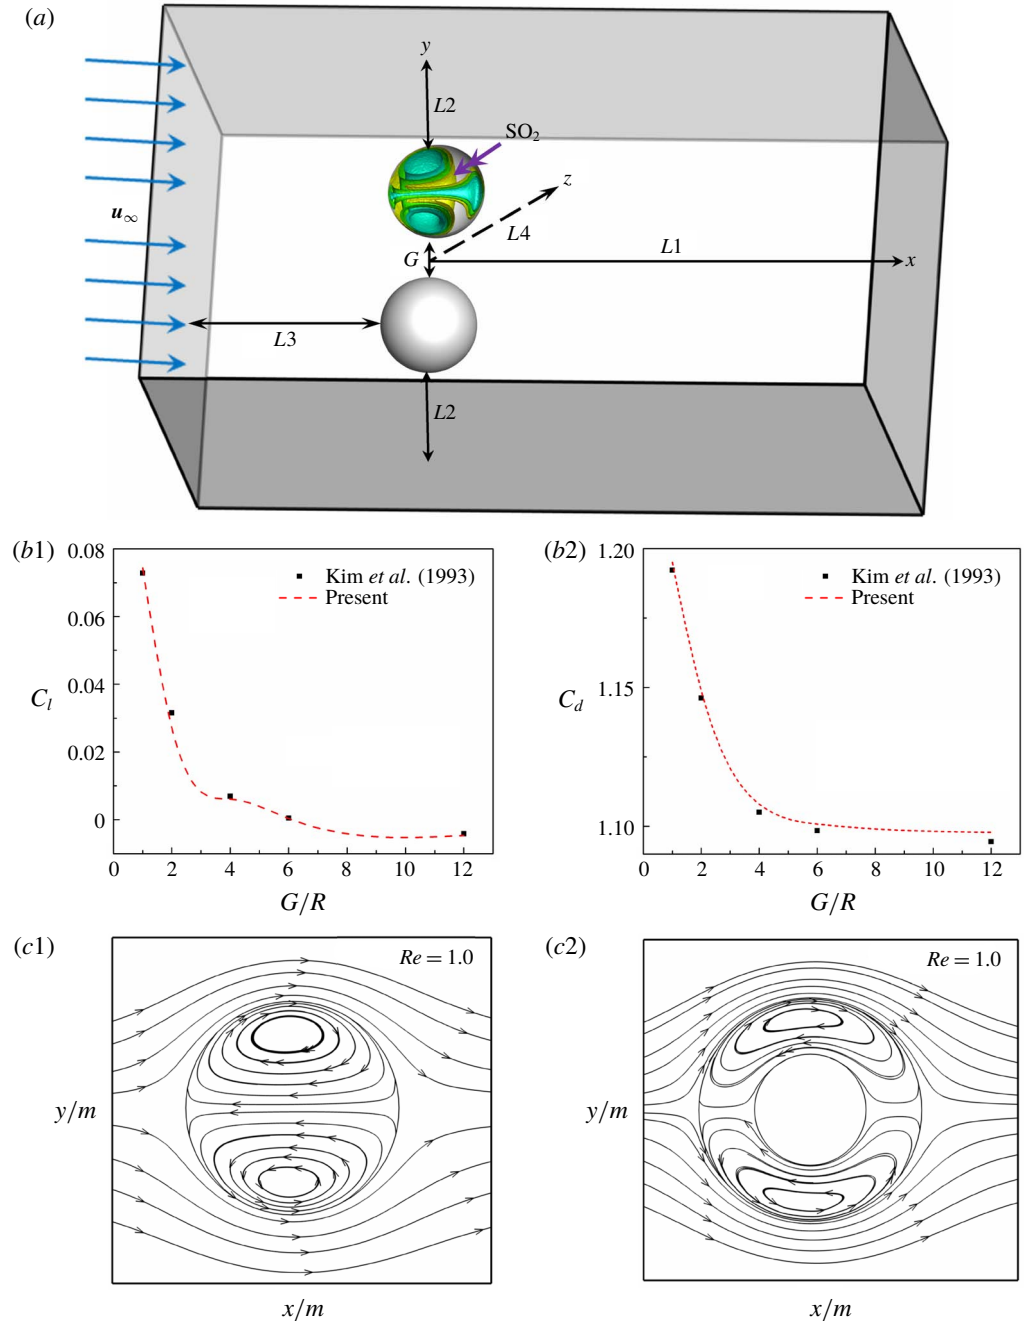 (a)
y
L2
SO₂
z
u∞
L4
G
L1
x
L3
L2
(b1)
0.08
0.06
0.04
0.02
0
Cl
Kim et al. (1993)
Present
0 2 4 6 8 10 12
G/R
(b2)
1.20
1.15
1.10
Cd
Kim et al. (1993)
Present
0 2 4 6 8 10 12
G/R
(c1)
Re = 1.0
y/m
x/m
(c2)
Re = 1.0
y/m
x/m